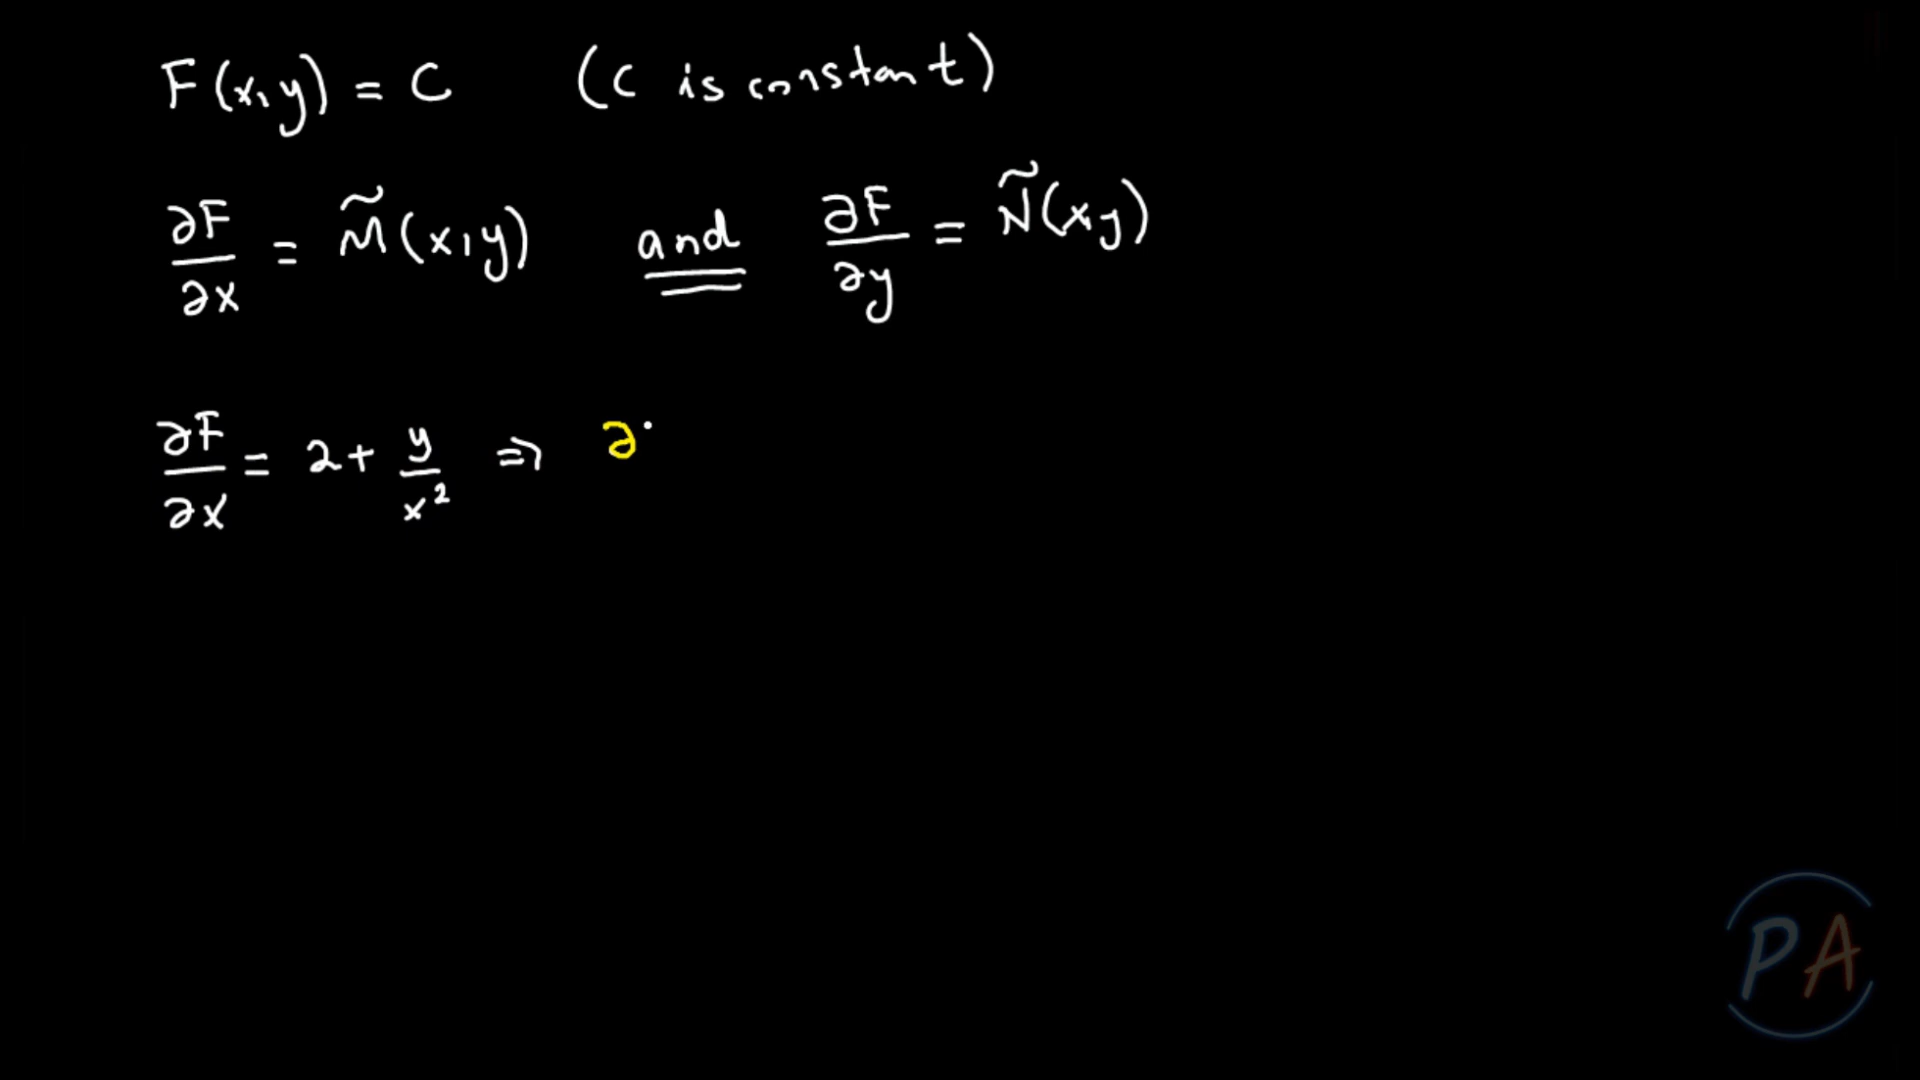 F(x,y) = C (C is constant)
∂F/∂x = M̃(x,y) and ∂F/∂y = Ñ(x,y)
∂F/∂x = 2 + y/x² ⇒ ∂
PA